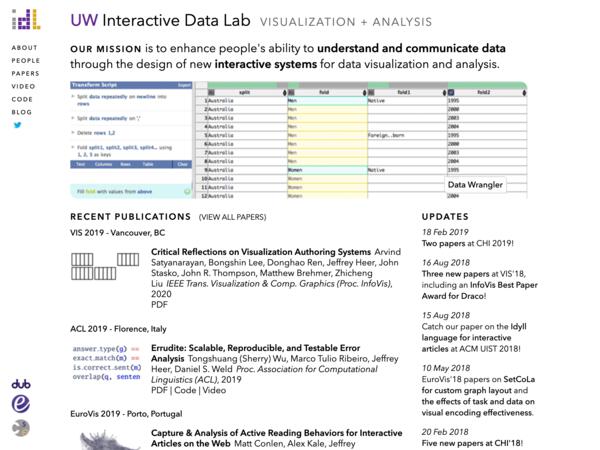 UW Interactive Data Lab VISUALIZATION + ANALYSIS
ABOUT
PEOPLE
PAPERS
VIDEO
CODE
BLOG
OUR MISSION is to enhance people's ability to understand and communicate data
through the design of new interactive systems for data visualization and analysis.
Transform Script Export
Split data repeatedly on newline into
rows
Split data repeatedly on ','
Delete rows 1,2
Fold split1, split2, split3, split4... using
1, 2, 3 as keys
Text Columns Rows Table Clear
Fill fold with values from above
split fold fold1 fold2
1 Australia Men Native 1995
2 Australia Men 2000
3 Australia Men 2003
4 Australia Men 2004
5 Australia Men Foreign..born 1995
6 Australia Men 2000
7 Australia Men 2003
8 Australia Men 2004
9 Australia Women Native 1995
10 Australia Women 2000
11 Australia Women
12 Australia Women 2004
Data Wrangler
RECENT PUBLICATIONS (VIEW ALL PAPERS)
VIS 2019 - Vancouver, BC
Critical Reflections on Visualization Authoring Systems Arvind
Satyanarayan, Bongshin Lee, Donghao Ren, Jeffrey Heer, John
Stasko, John R. Thompson, Matthew Brehmer, Zhicheng
Liu IEEE Trans. Visualization & Comp. Graphics (Proc. InfoVis),
2020
PDF
ACL 2019 - Florence, Italy
answer.type(g) ==
exact.match(m) ==
is.correct.sent(m)
overlap(q, senten
Errudite: Scalable, Reproducible, and Testable Error
Analysis Tongshuang (Sherry) Wu, Marco Tulio Ribeiro, Jeffrey
Heer, Daniel S. Weld Proc. Association for Computational
Linguistics (ACL), 2019
PDF | Code | Video
EuroVis 2019 - Porto, Portugal
Capture & Analysis of Active Reading Behaviors for Interactive
Articles on the Web Matt Conlen, Alex Kale, Jeffrey
UPDATES
18 Feb 2019
Two papers at CHI 2019!
16 Aug 2018
Three new papers at VIS'18,
including an InfoVis Best Paper
Award for Draco!
15 Aug 2018
Catch our paper on the Idyll
language for interactive
articles at ACM UIST 2018!
10 May 2018
EuroVis'18 papers on SetCoLa
for custom graph layout and
the effects of task and data on
visual encoding effectiveness.
20 Feb 2018
Five new papers at CHI'18!
dub